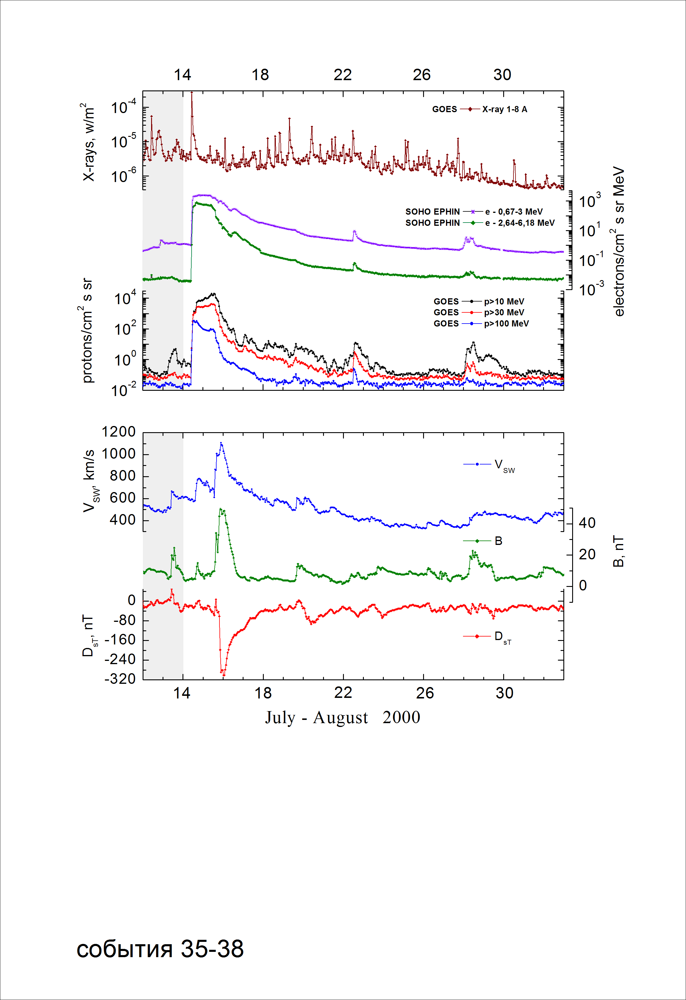 14 18 22 26 30
X-rays, w/m²
10⁻⁴
10⁻⁵
10⁻⁶
GOES X-ray 1-8 A
electrons/cm² s sr MeV
10³
10¹
10⁻¹
10⁻³
SOHO EPHIN e - 0,67-3 MeV
SOHO EPHIN e - 2,64-6,18 MeV
protons/cm² s sr
10⁴
10²
10⁰
10⁻²
GOES p>10 MeV
GOES p>30 MeV
GOES p>100 MeV
V_SW, km/s
1200
1000
800
600
400
V_SW
B, nT
40
20
0
B
D_sT, nT
0
-80
-160
-240
-320
D_sT
14 18 22 26 30
July - August 2000
события 35-38